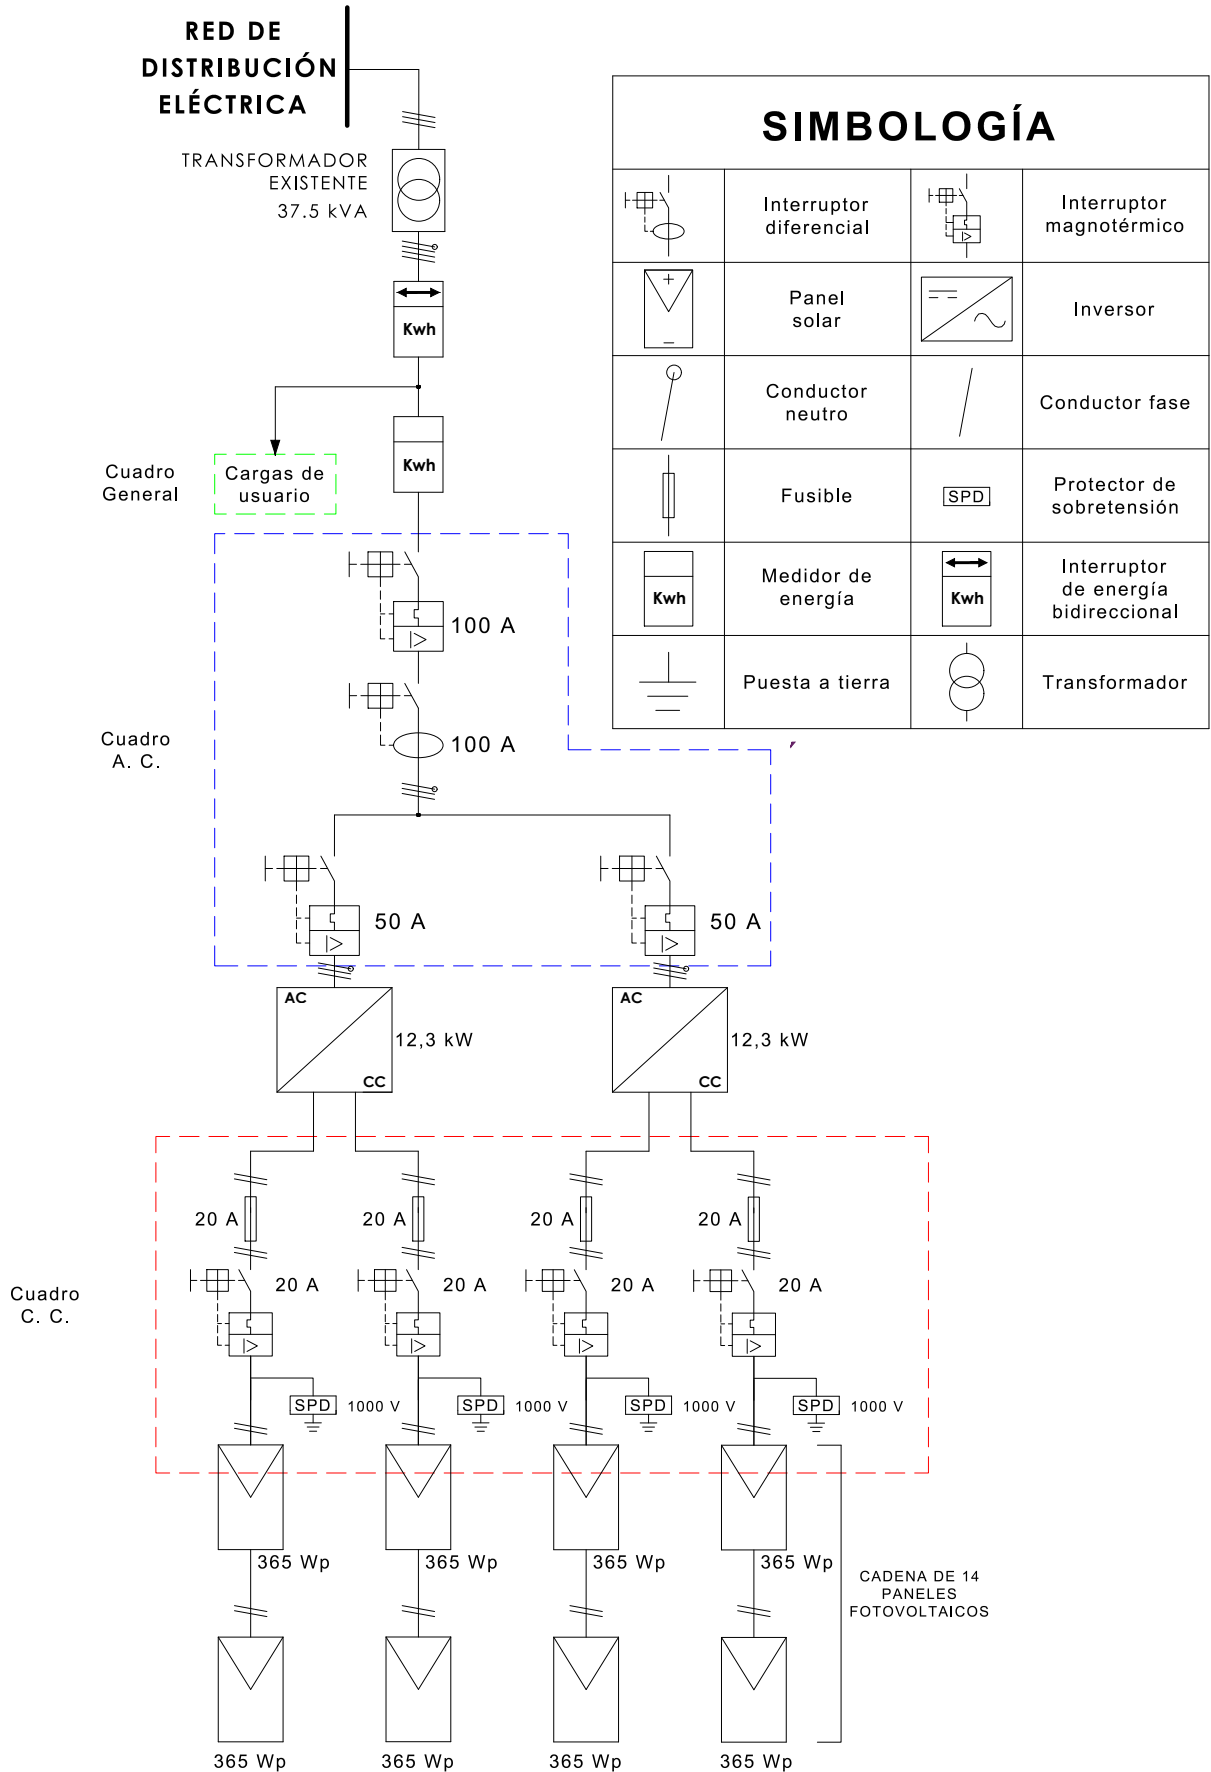 RED DE
DISTRIBUCIÓN
ELÉCTRICA
TRANSFORMADOR
EXISTENTE
37.5 kVA
Kwh
Cuadro
General
Cargas de
usuario
Kwh
100 A
Cuadro
A. C.
100 A
50 A
50 A
AC
CC
12,3 kW
AC
CC
12,3 kW
20 A
20 A
20 A
20 A
Cuadro
C. C.
20 A
20 A
20 A
20 A
SPD
1000 V
SPD
1000 V
SPD
1000 V
SPD
1000 V
365 Wp
365 Wp
365 Wp
365 Wp
CADENA DE 14
PANELES
FOTOVOLTAICOS
365 Wp
365 Wp
365 Wp
365 Wp
SIMBOLOGÍA
Interruptor
diferencial
Interruptor
magnotérmico
Panel
solar
Inversor
Conductor
neutro
Conductor fase
Fusible
SPD
Protector de
sobretensión
Kwh
Medidor de
energía
Kwh
Interruptor
de energía
bidireccional
Puesta a tierra
Transformador